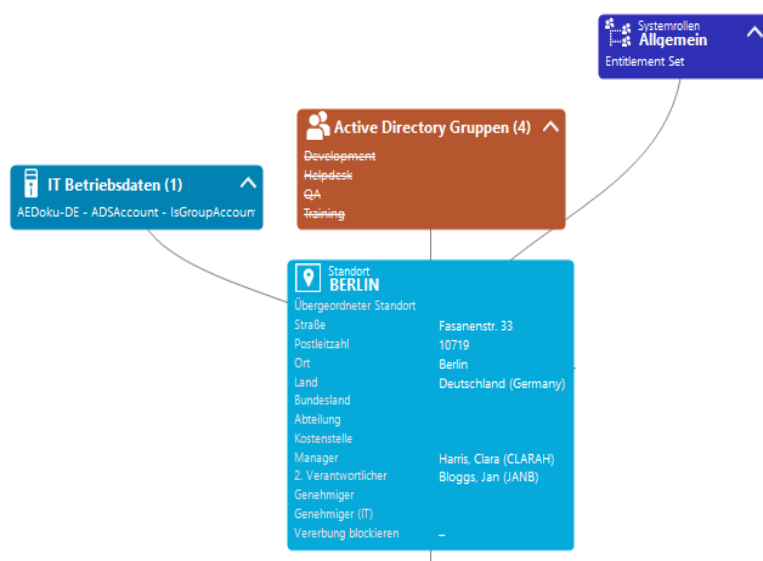 Systemrollen
Allgemein
Entitlement Set
Active Directory Gruppen (4)
Development
Helpdesk
QA
Training
IT Betriebsdaten (1)
AEDoku-DE - ADSAccount - IsGroupAccoun
Standort
BERLIN
Übergeordneter Standort
Straße Fasanenstr. 33
Postleitzahl 10719
Ort Berlin
Land Deutschland (Germany)
Bundesland
Abteilung
Kostenstelle
Manager Harris, Clara (CLARAH)
2. Verantwortlicher Bloggs, Jan (JANB)
Genehmiger
Genehmiger (IT)
Vererbung blockieren –